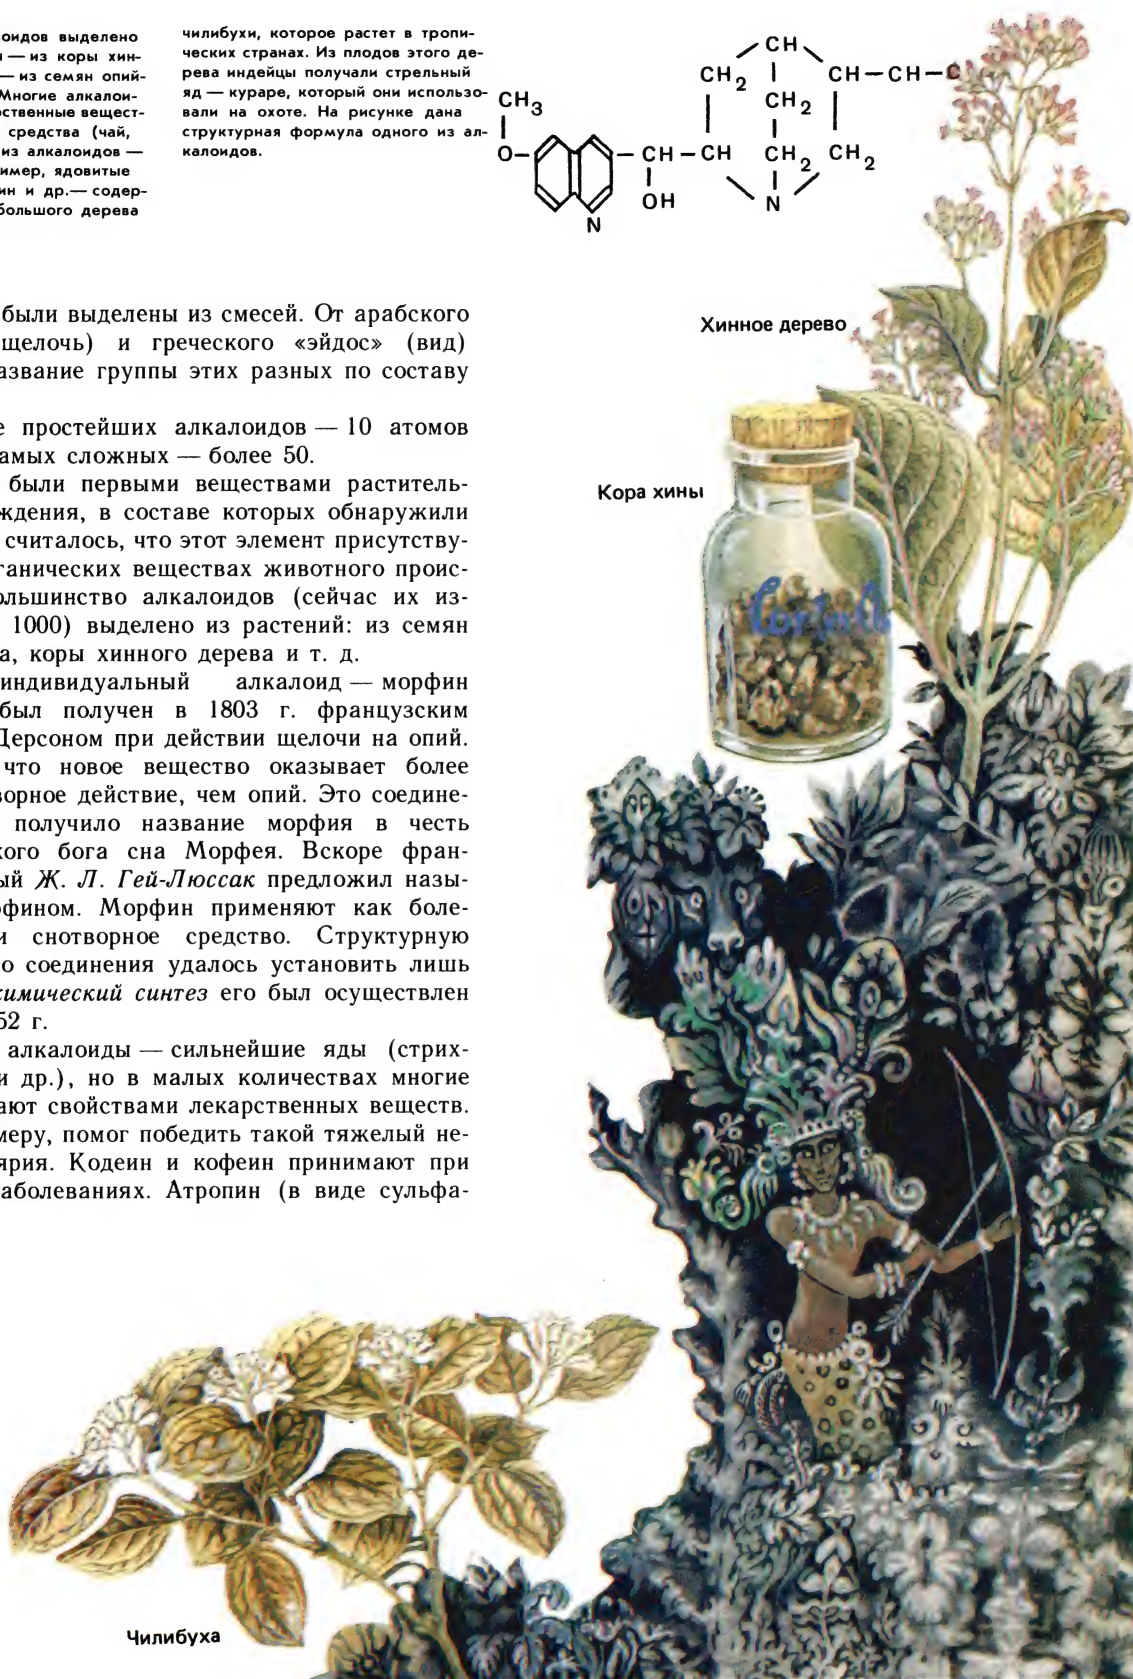 оидов выделено
— из коры хин-
— из семян опий-
Многие алкалои-
ственные вещест-
средства (чай,
из алкалоидов —
имер, ядовитые
ин и др.— содер-
большого дерева
чилибухи, которое растет в тропи-
ческих странах. Из плодов этого де-
рева индейцы получали стрельный
яд — кураре, который они использо-
вали на охоте. На рисунке дана
структурная формула одного из ал-
калоидов.
CH
CH2 CH—CH—C
CH3 CH2
O— —CH—CH CH2 CH2
OH N
N
были выделены из смесей. От арабского
щелочь) и греческого «эйдос» (вид)
азвание группы этих разных по составу
е простейших алкалоидов — 10 атомов
амых сложных — более 50.
были первыми веществами раститель-
ждения, в составе которых обнаружили
считалось, что этот элемент присутству-
ганических веществах животного проис-
ольшинство алкалоидов (сейчас их из-
1000) выделено из растений: из семян
а, коры хинного дерева и т. д.
индивидуальный алкалоид — морфин
был получен в 1803 г. французским
Дерсоном при действии щелочи на опий.
что новое вещество оказывает более
ворное действие, чем опий. Это соедине-
получило название морфия в честь
кого бога сна Морфея. Вскоре фран-
ый Ж. Л. Гей-Люссак предложил назы-
фином. Морфин применяют как боле-
и снотворное средство. Структурную
о соединения удалось установить лишь
химический синтез его был осуществлен
52 г.
алкалоиды — сильнейшие яды (стрих-
и др.), но в малых количествах многие
ают свойствами лекарственных веществ.
меру, помог победить такой тяжелый не-
ярия. Кодеин и кофеин принимают при
аболеваниях. Атропин (в виде сульфа-
Хинное дерево
Кора хины
Чилибуха